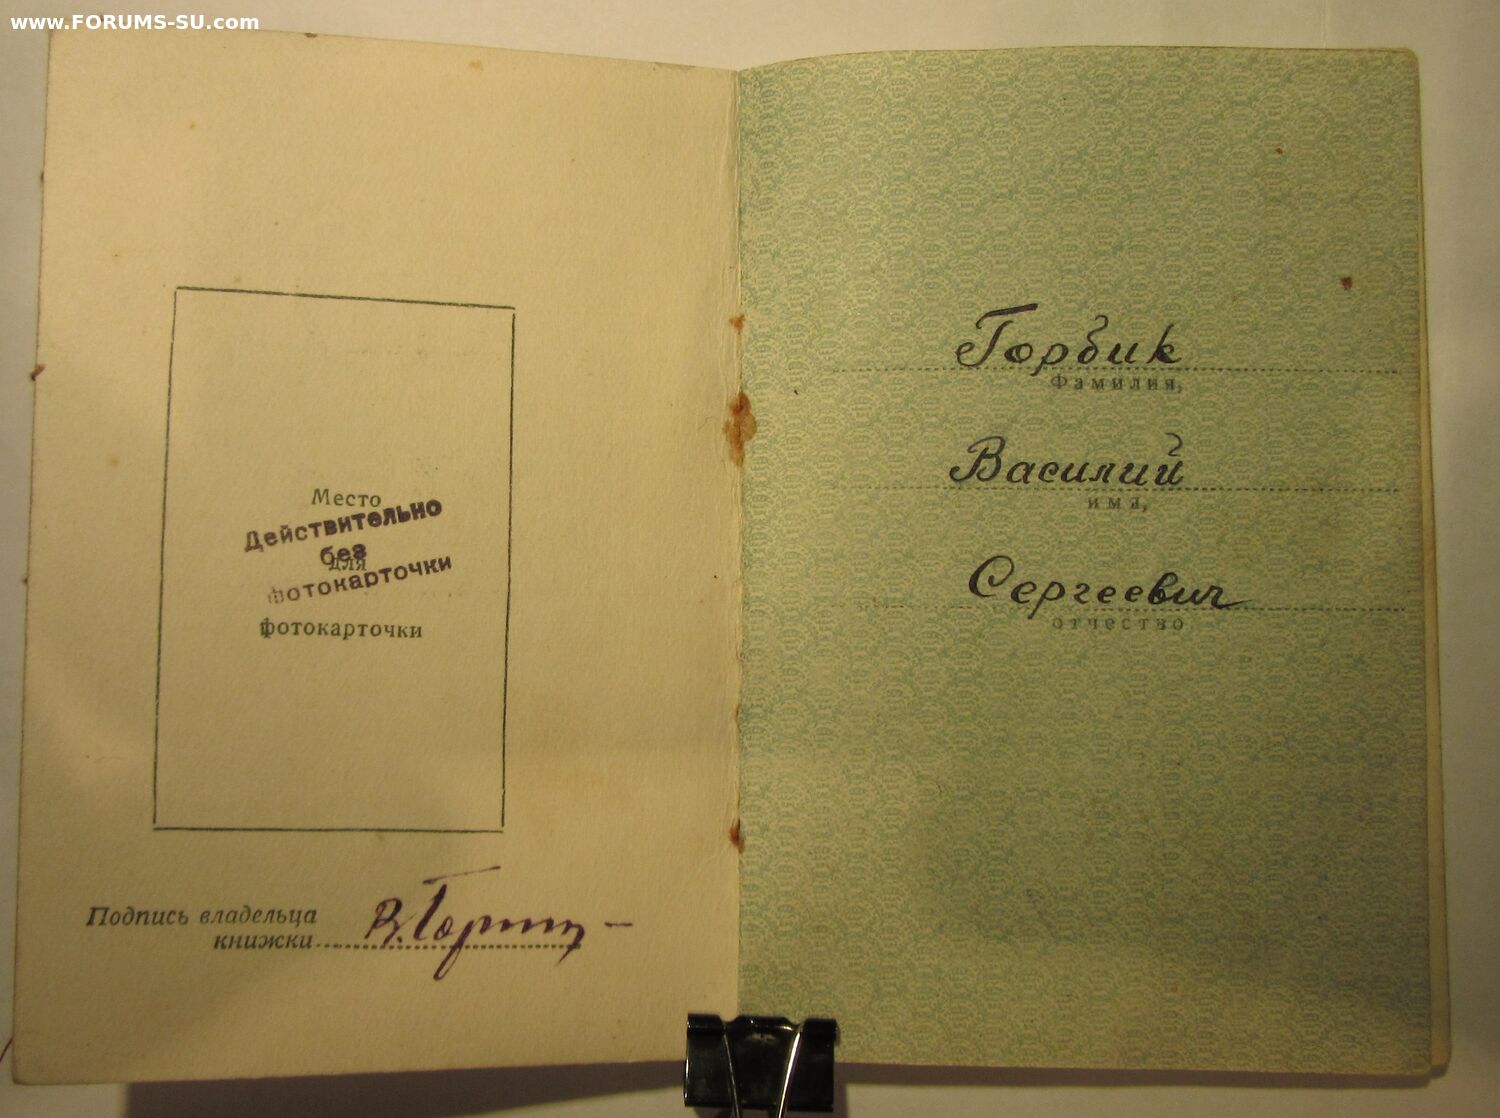 www.FORUMS-SU.com
Место
Действительно
без
для
фотокарточки
фотокарточки
Подпись владельца
книжки
Горбик
Фамилия,
Василий
имя,
Сергеевич
отчество